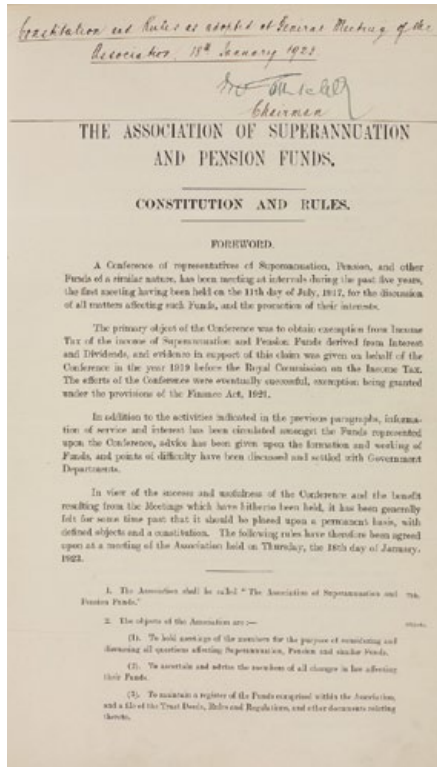 Constitution and Rules as adopted at General Meeting of the
Association, 18th January 1923
Chairman
THE ASSOCIATION OF SUPERANNUATION
AND PENSION FUNDS.
CONSTITUTION AND RULES.
FOREWORD.
A Conference of representatives of Superannuation, Pension, and other
Funds of a similar nature, has been meeting at intervals during the past five years,
the first meeting having been held on the 11th day of July, 1917, for the discussion
of all matters affecting such Funds, and the promotion of their interests.
The primary object of the Conference was to obtain exemption from Income
Tax of the income of Superannuation and Pension Funds derived from Interest
and Dividends, and evidence in support of this claim was given on behalf of the
Conference in the year 1919 before the Royal Commission on the Income Tax.
The efforts of the Conference were eventually successful, exemption being granted
under the provisions of the Finance Act, 1921.
In addition to the activities indicated in the previous paragraphs, informa-
tion of service and interest has been circulated amongst the Funds represented
upon the Conference, advice has been given upon the formation and working of
Funds, and points of difficulty have been discussed and settled with Government
Departments.
In view of the success and usefulness of the Conference and the benefit
resulting from the Meetings which have hitherto been held, it has been generally
felt for some time past that it should be placed upon a permanent basis, with
defined objects and a constitution. The following rules have therefore been agreed
upon at a meeting of the Association held on Thursday, the 18th day of January,
1923.
1. The Association shall be called "The Association of Superannuation and
Pension Funds."
2. The objects of the Association are :—
(1). To hold meetings of the members for the purpose of considering and
discussing all questions affecting Superannuation, Pension and similar Funds.
(2). To ascertain and advise the members of all changes in law affecting
their Funds.
(3). To maintain a register of the Funds comprised within the Association,
and a file of the Trust Deeds, Rules and Regulations, and other documents relating
thereto.